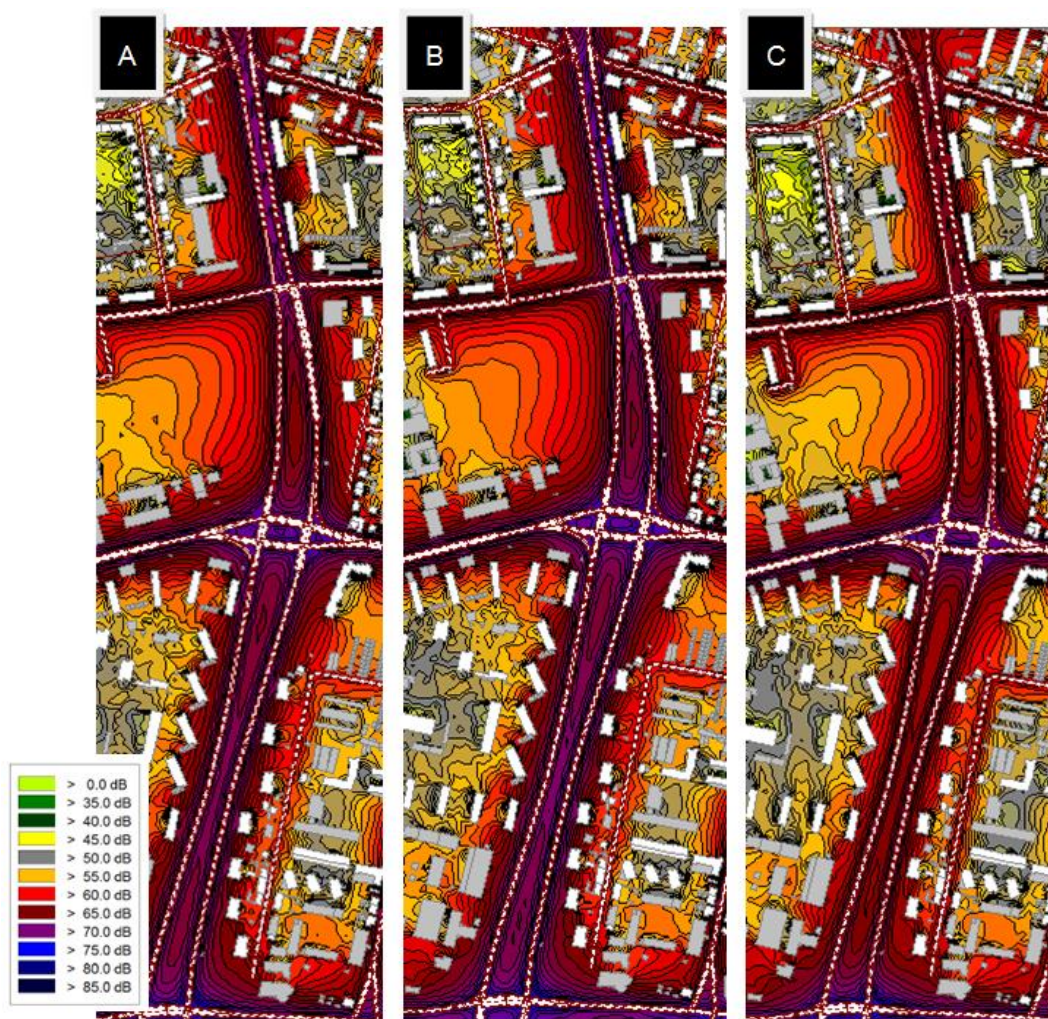 A
B
C
> 0.0 dB
> 35.0 dB
> 40.0 dB
> 45.0 dB
> 50.0 dB
> 55.0 dB
> 60.0 dB
> 65.0 dB
> 70.0 dB
> 75.0 dB
> 80.0 dB
> 85.0 dB